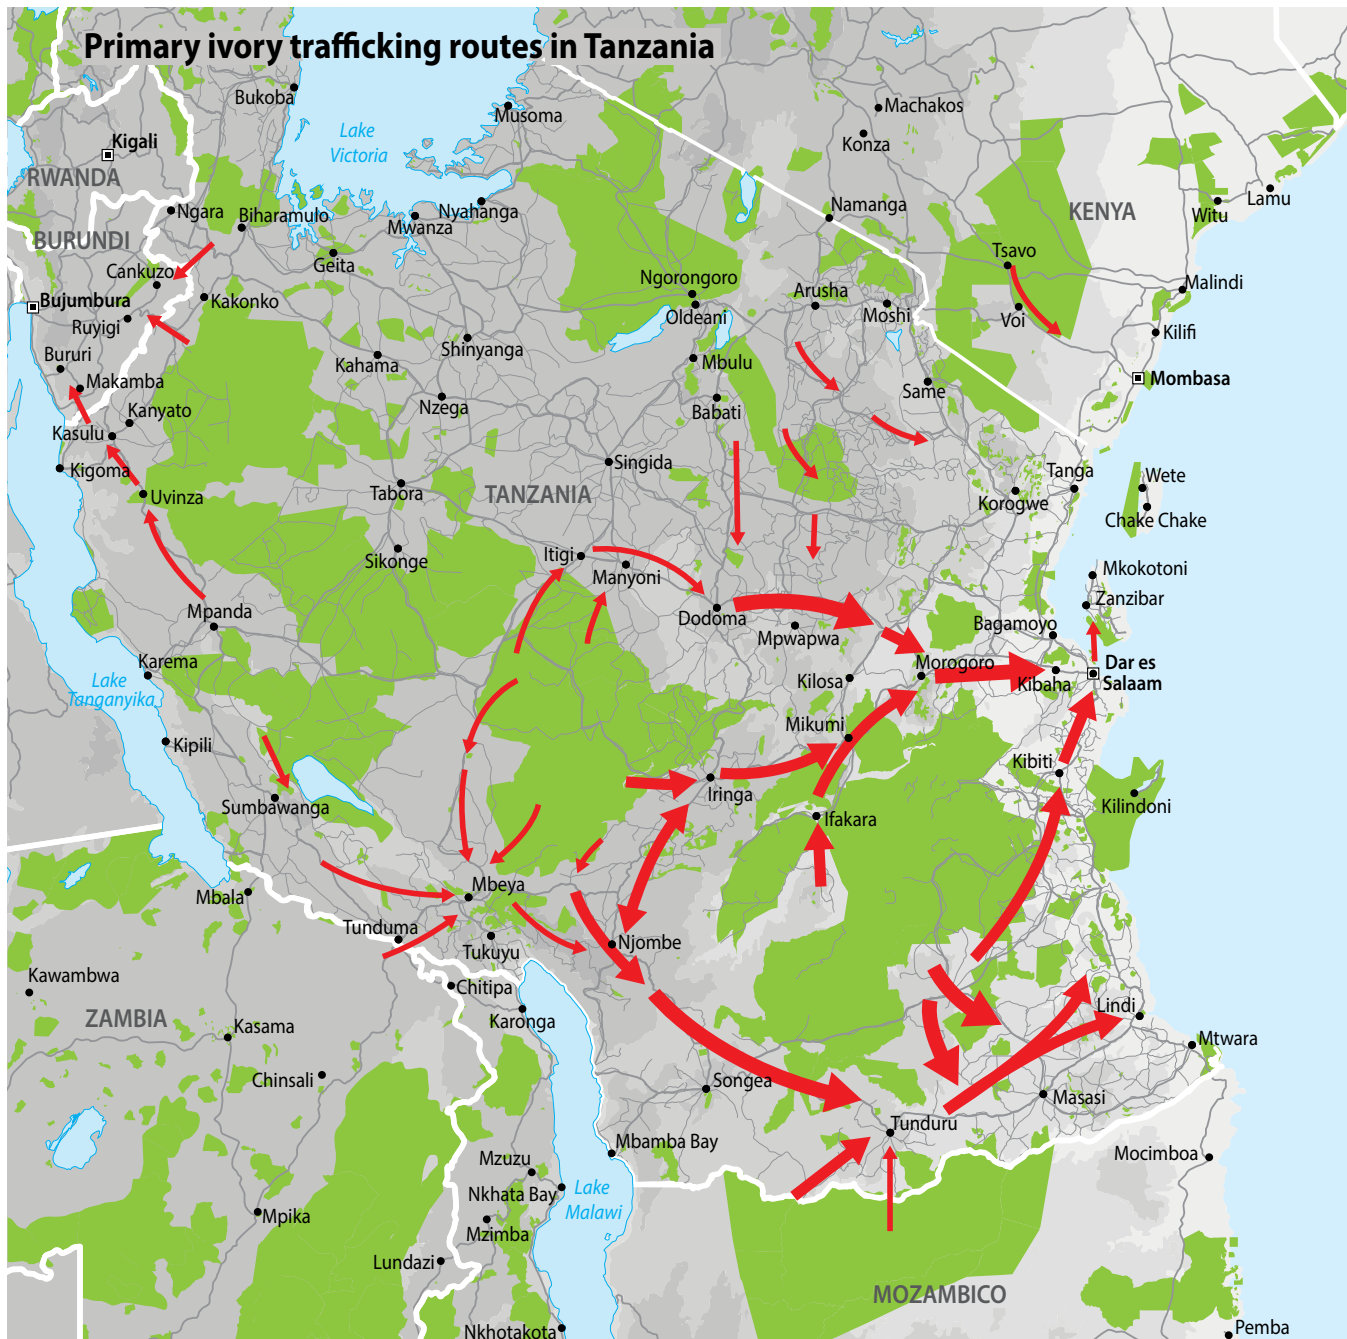 Primary ivory trafficking routes in Tanzania
Bukoba
Musoma
Machakos
Lake
Victoria
Konza
Kigali
RWANDA
Lamu
Witu
Ngara
Biharamulo
Nyahanga
Mwanza
Namanga
KENYA
BURUNDI
Geita
Tsavo
Cankuzo
Ngorongoro
Arusha
Malindi
Bujumbura
Kakonko
Oldeani
Moshi
Voi
Ruyigi
Kilifi
Shinyanga
Bururi
Kahama
Mbulu
Makamba
Same
Mombasa
Kanyato
Nzega
Babati
Kasulu
Kigoma
Singida
Tanga
Wete
Uvinza
Tabora
TANZANIA
Korogwe
Chake Chake
Itigi
Sikonge
Manyoni
Mkokotoni
Zanzibar
Mpanda
Dodoma
Mpwapwa
Bagamoyo
Karema
Morogoro
Dar es
Salaam
Kibaha
Kilosa
Lake
Tanganyika
Mikumi
Kipili
Kibiti
Iringa
Kilindoni
Sumbawanga
Ifakara
Mbeya
Mbala
Tunduma
Tukuyu
Njombe
Kawambwa
Chitipa
Lindi
ZAMBIA
Karonga
Kasama
Mtwara
Chinsali
Songea
Masasi
Tunduru
Mbamba Bay
Mocimboa
Mzuzu
Nkhata Bay
Lake
Malawi
Mpika
Mzimba
Lundazi
MOZAMBICO
Nkhotakota
Pemba